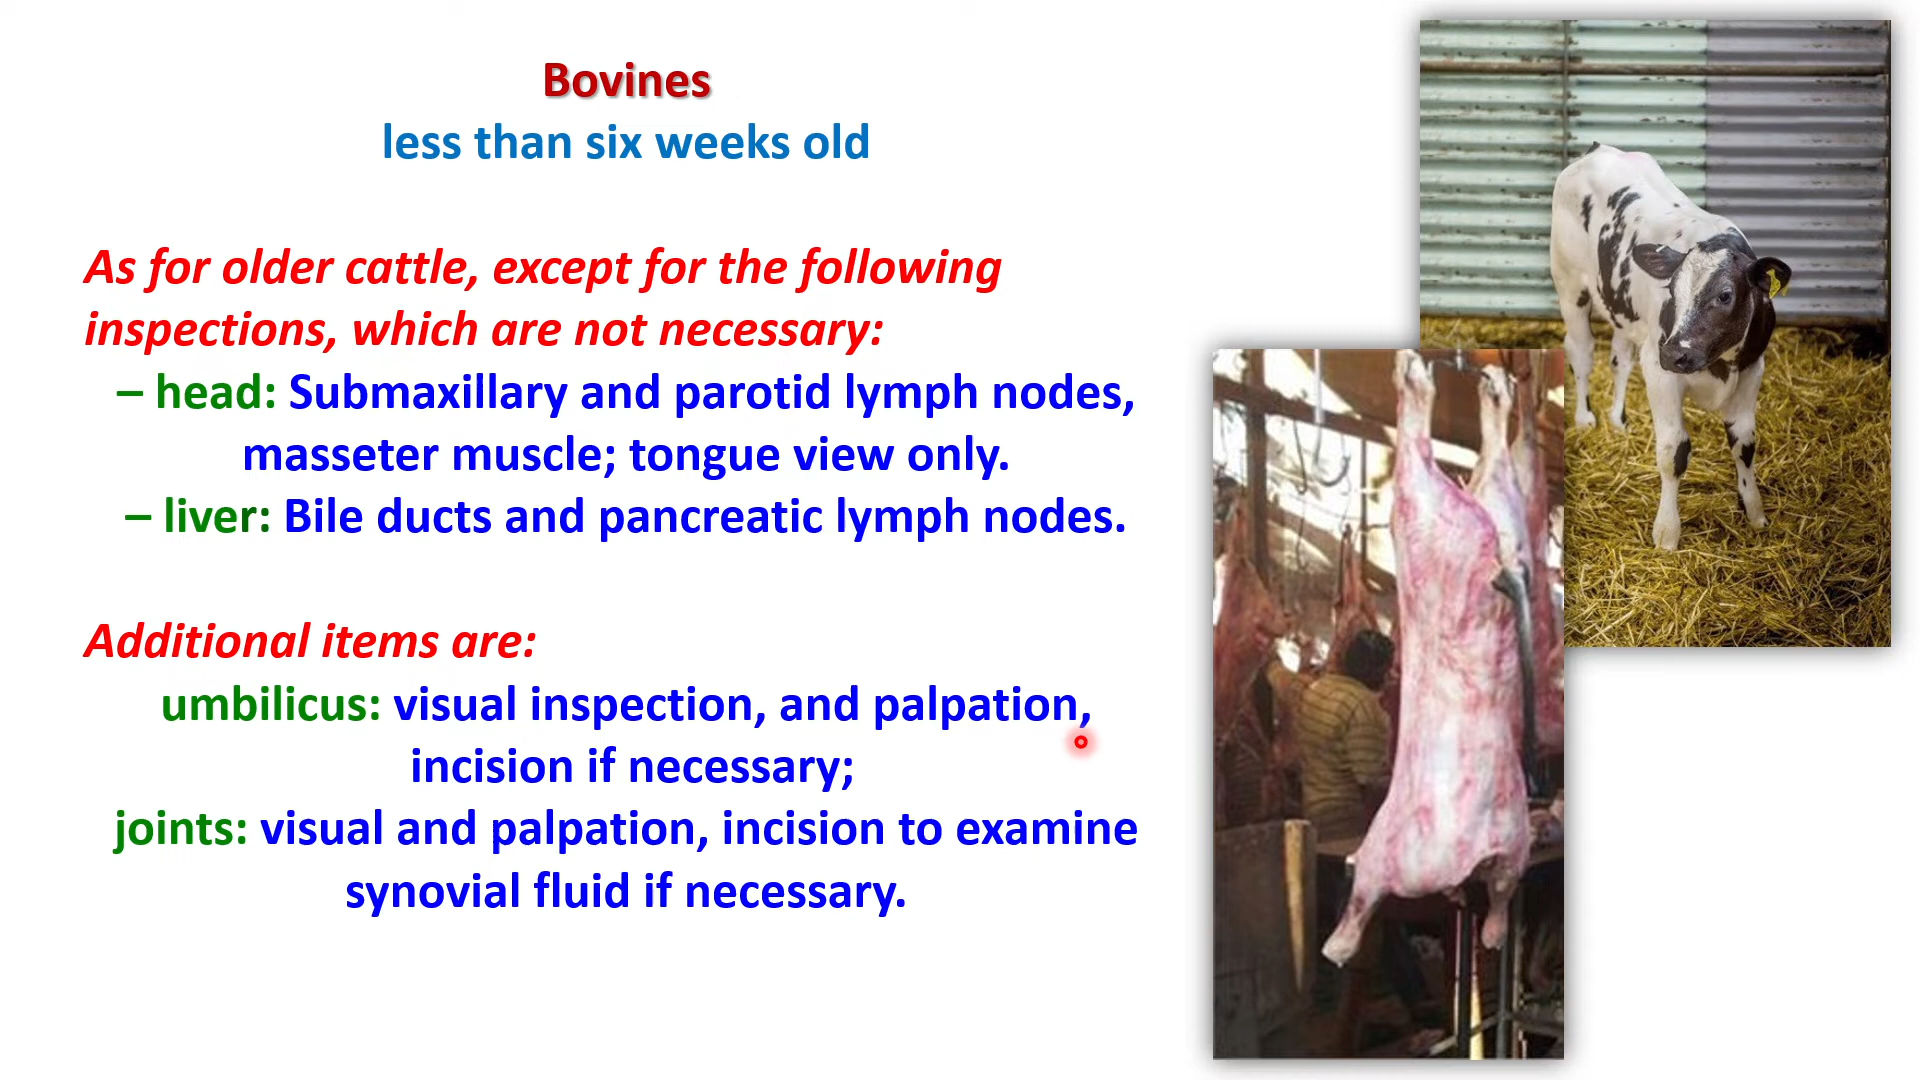 Bovines
less than six weeks old
As for older cattle, except for the following
inspections, which are not necessary:
– head: Submaxillary and parotid lymph nodes,
masseter muscle; tongue view only.
– liver: Bile ducts and pancreatic lymph nodes.
Additional items are:
umbilicus: visual inspection, and palpation,
incision if necessary;
joints: visual and palpation, incision to examine
synovial fluid if necessary.